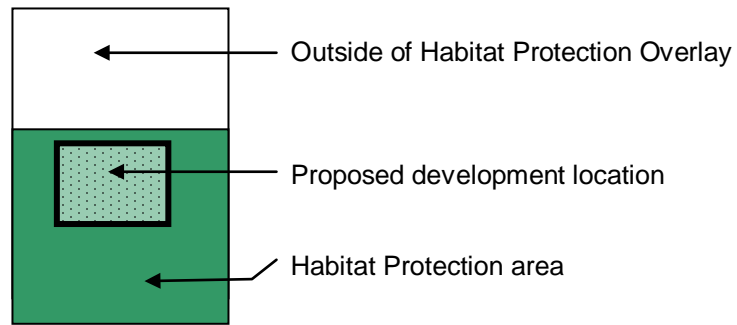 Outside of Habitat Protection Overlay
Proposed development location
Habitat Protection area